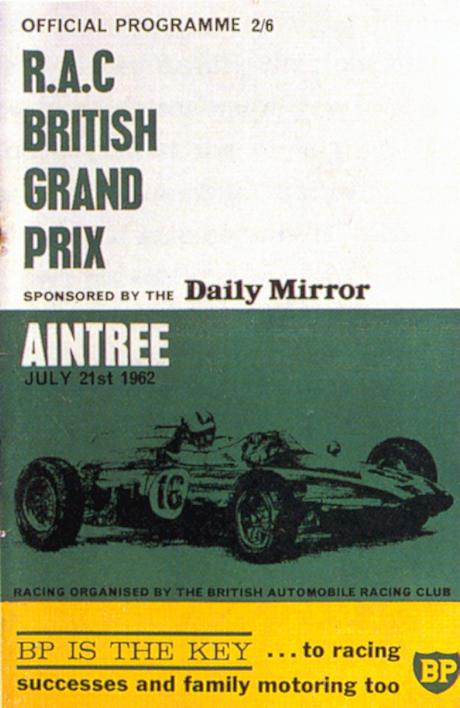 OFFICIAL PROGRAMME 2/6
R.A.C
BRITISH
GRAND
PRIX
SPONSORED BY THE Daily Mirror
AINTREE
JULY 21st 1962
16
RACING ORGANISED BY THE BRITISH AUTOMOBILE RACING CLUB
BP IS THE KEY ...to racing
successes and family motoring too
BP